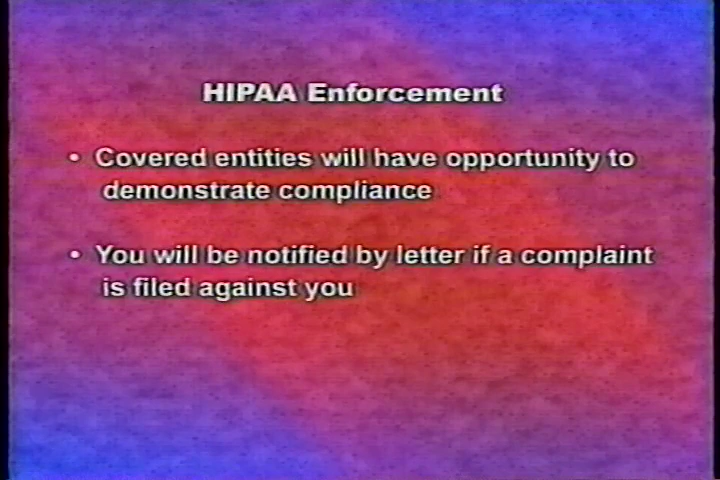 HIPAA Enforcement
• Covered entities will have opportunity to
demonstrate compliance
• You will be notified by letter if a complaint
is filed against you